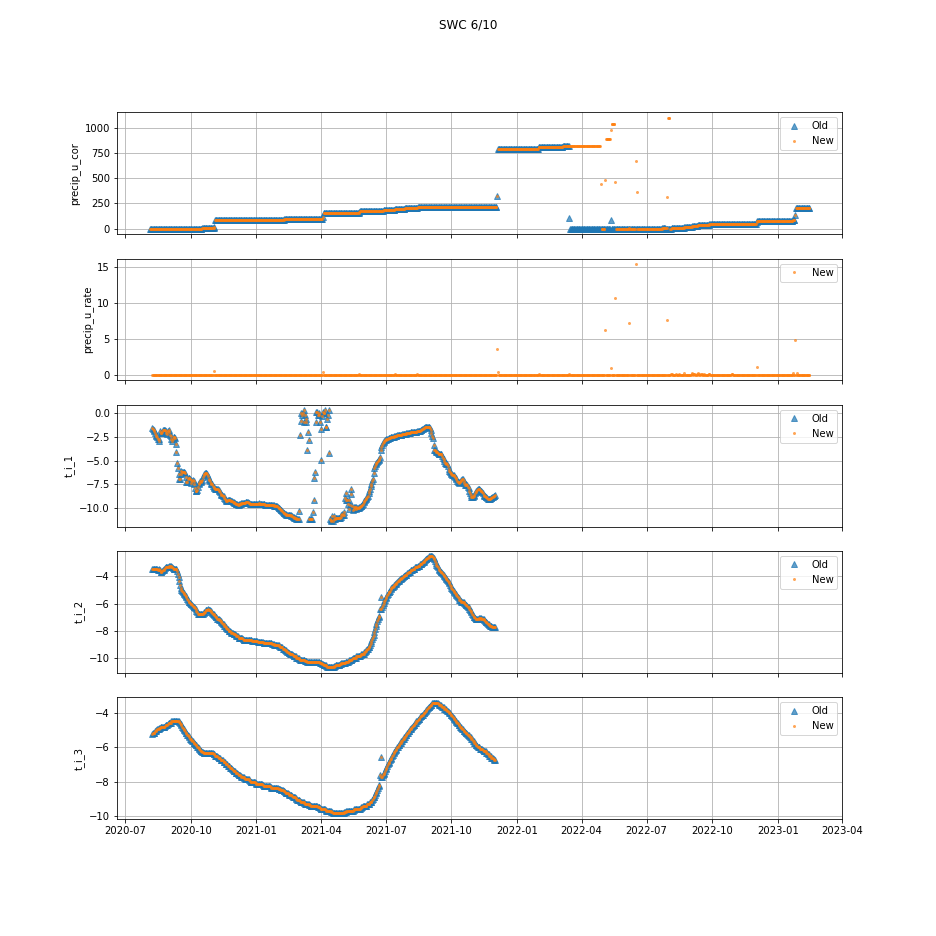 SWC 6/10
precip_u_cor
1000
750
500
250
0
Old
New
precip_u_rate
15
10
5
0
New
t_i_1
0.0
−2.5
−5.0
−7.5
−10.0
Old
New
t_i_2
−4
−6
−8
−10
Old
New
t_i_3
−4
−6
−8
−10
Old
New
2020-07 2020-10 2021-01 2021-04 2021-07 2021-10 2022-01 2022-04 2022-07 2022-10 2023-01 2023-04